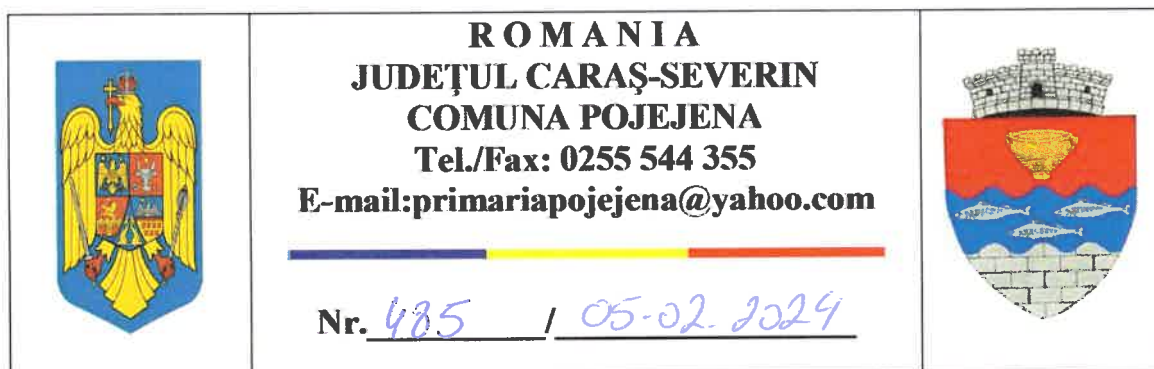 ROMANIA
JUDEŢUL CARAŞ-SEVERIN
COMUNA POJEJENA
Tel./Fax: 0255 544 355
E-mail:primariapojejena@yahoo.com
Nr. 485 / 05-02.2024